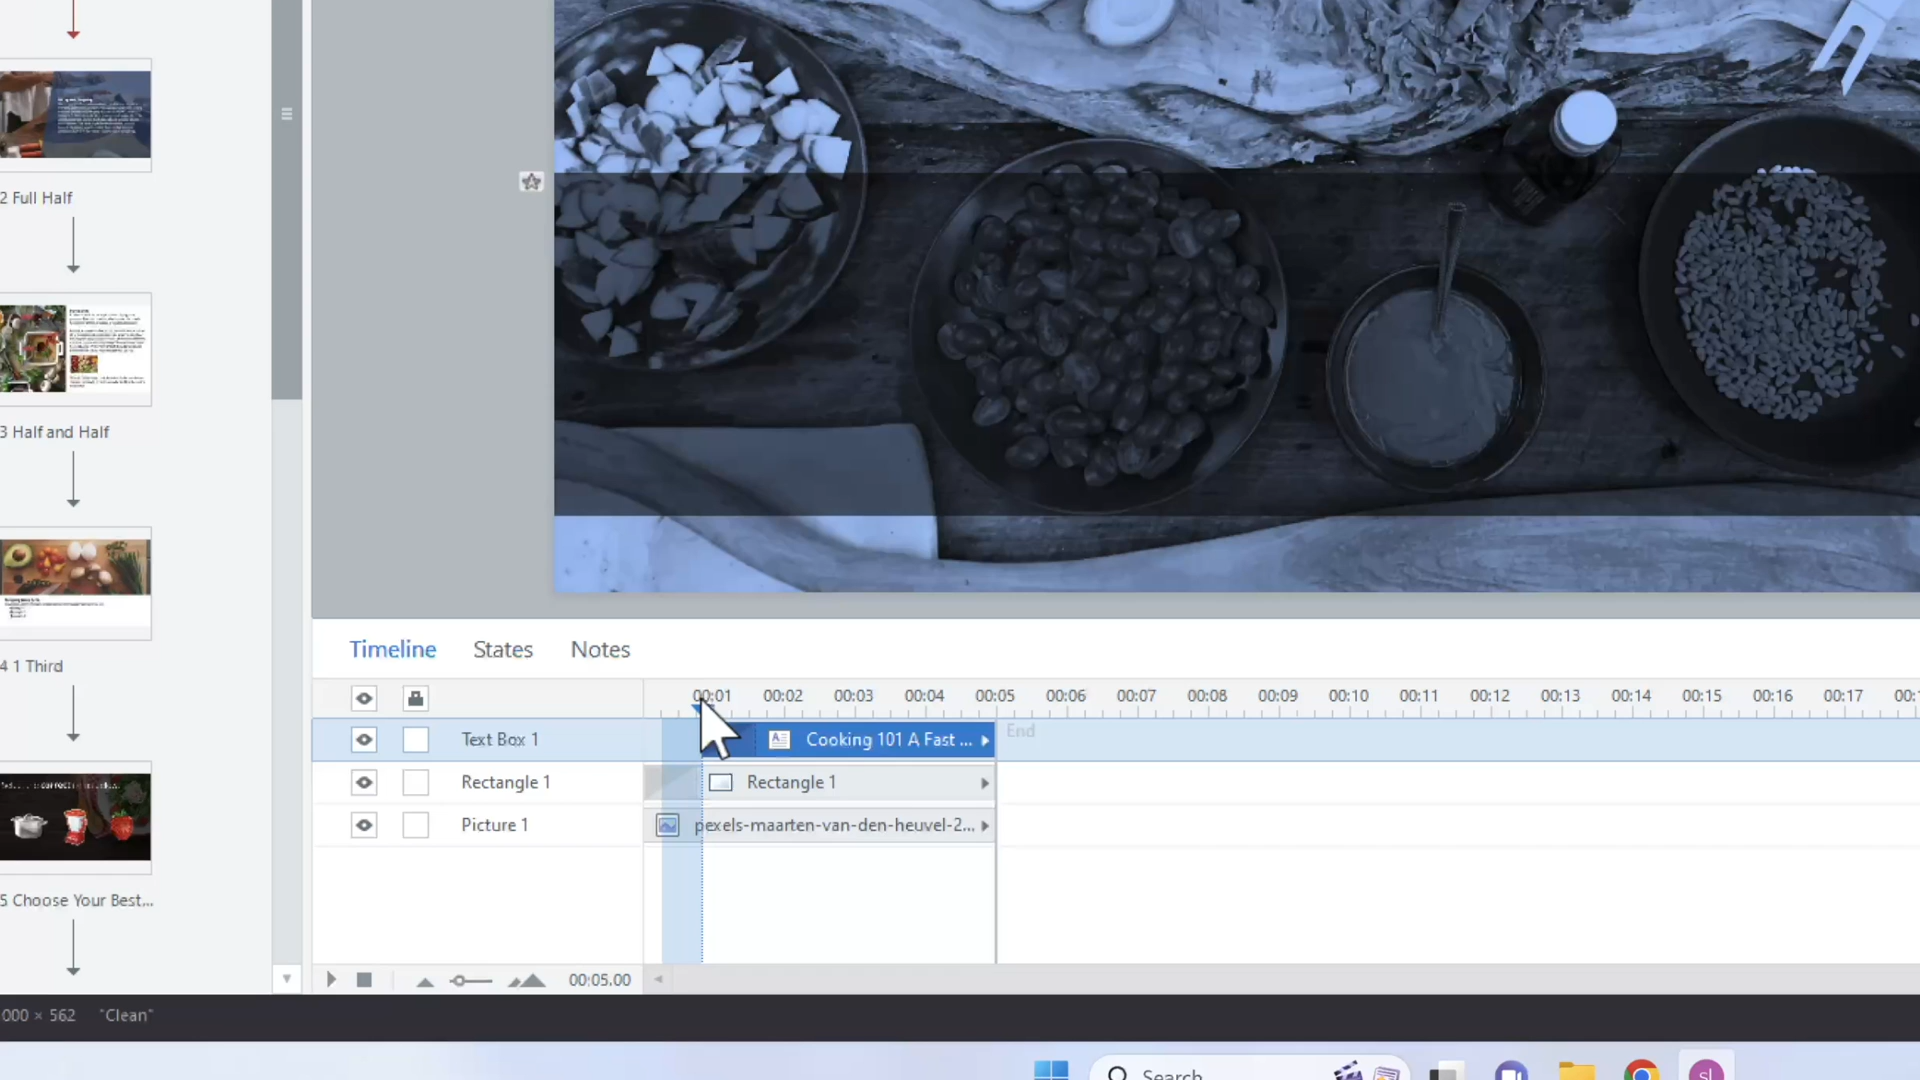 2 Full Half
3 Half and Half
4 1 Third
5 Choose Your Best...
Timeline States Notes
00:01 00:02 00:03 00:04 00:05 00:06 00:07 00:08 00:09 00:10 00:11 00:12 00:13 00:14 00:15 00:16 00:17 00:1
Text Box 1 Cooking 101 A Fast ... End
Rectangle 1 Rectangle 1
Picture 1 pexels-maarten-van-den-heuvel-2...
00:05.00
000 × 562 "Clean"
Search
sl